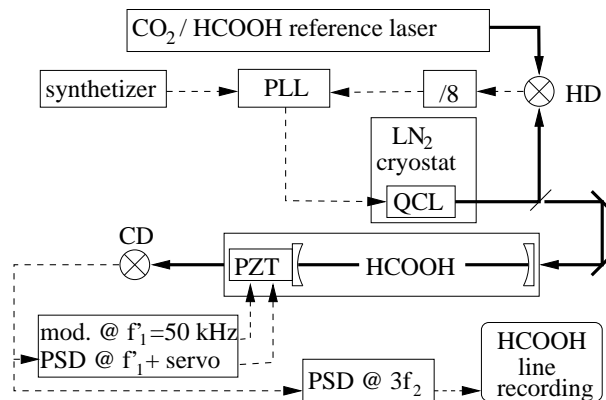 CO₂ / HCOOH reference laser
synthetizer
PLL
/8
HD
LN₂
cryostat
QCL
CD
PZT
HCOOH
mod. @ f'₁=50 kHz
PSD @ f'₁+ servo
PSD @ 3f₂
HCOOH
line
recording